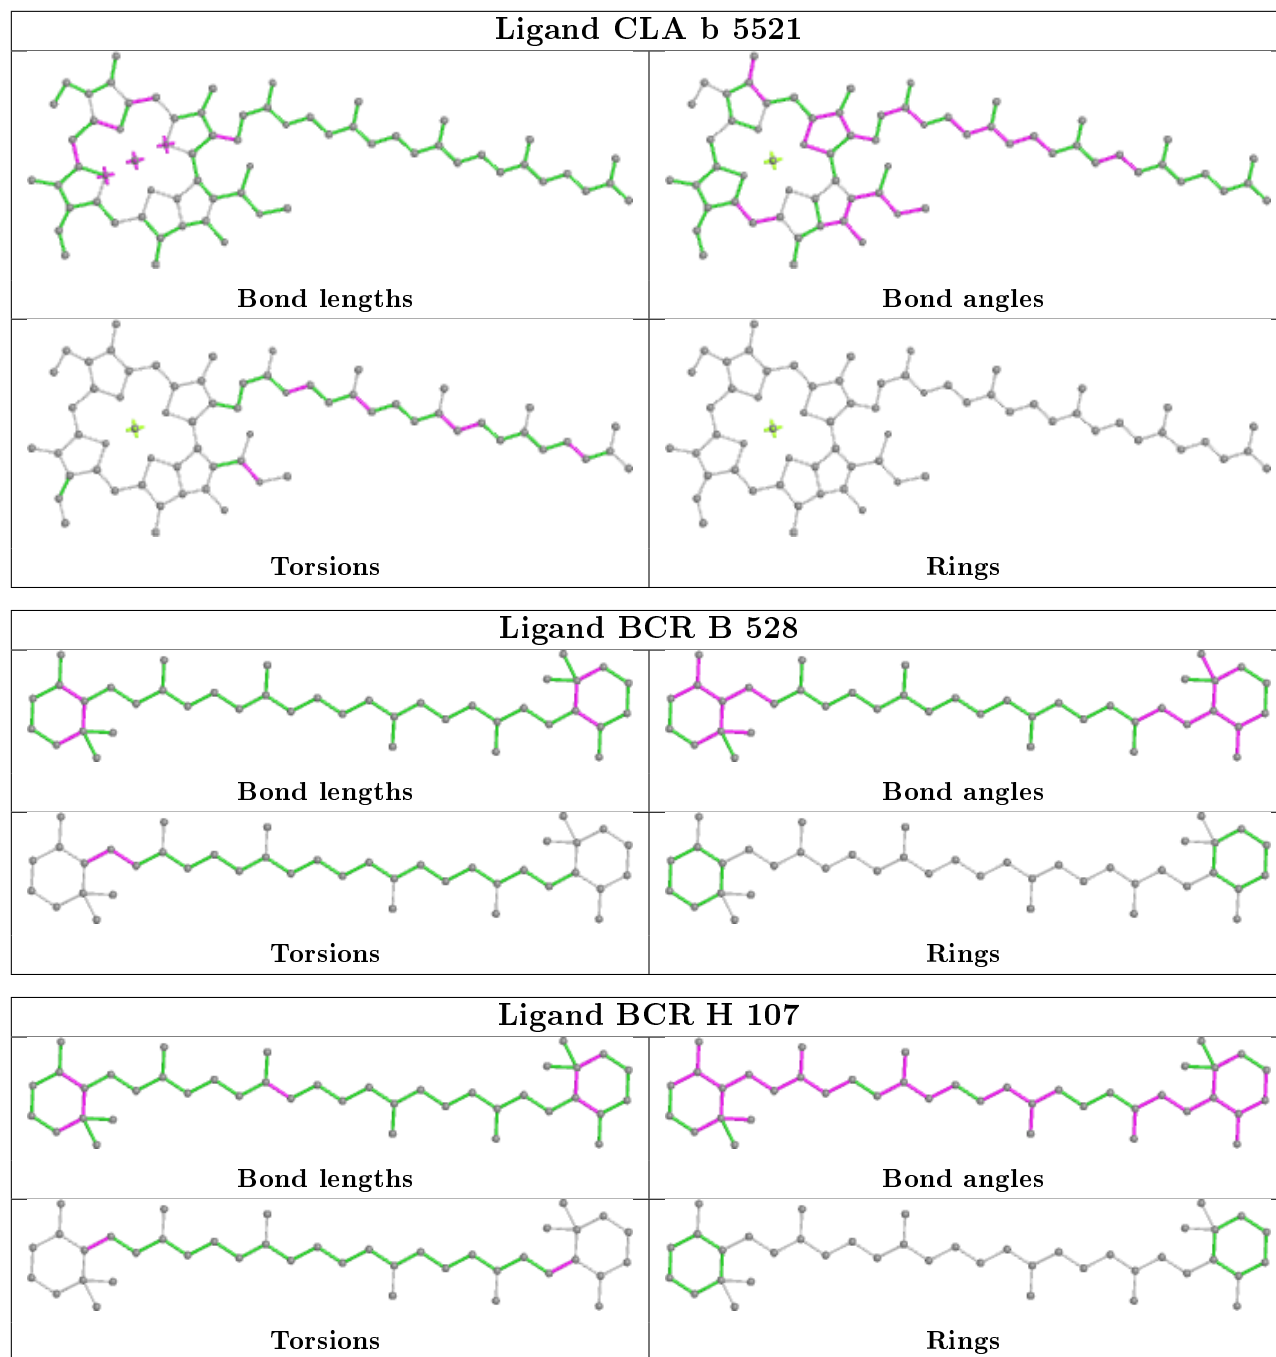 Ligand CLA b 5521
Bond lengths
Bond angles
Torsions
Rings
Ligand BCR B 528
Bond lengths
Bond angles
Torsions
Rings
Ligand BCR H 107
Bond lengths
Bond angles
Torsions
Rings